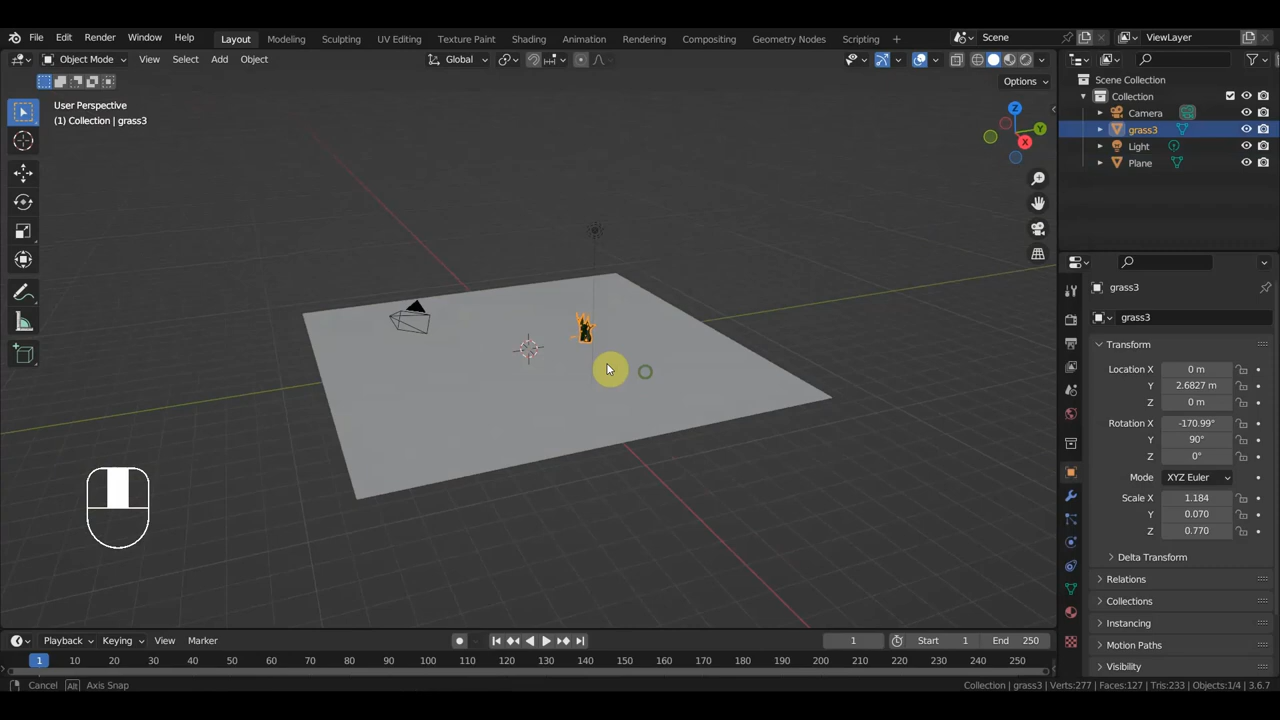 File Edit Render Window Help
Layout Modeling Sculpting UV Editing Texture Paint Shading Animation Rendering Compositing Geometry Nodes Scripting +
Scene ViewLayer
Object Mode View Select Add Object Global
Options
User Perspective
(1) Collection | grass3
X Y Z
Scene Collection
Collection
Camera
grass3
Light
Plane
grass3
grass3
Transform
Location X 0 m
Y 2.6827 m
Z 0 m
Rotation X -170.99°
Y 90°
Z 0°
Mode XYZ Euler
Scale X 1.184
Y 0.070
Z 0.770
Delta Transform
Relations
Collections
Instancing
Motion Paths
Visibility
Playback Keying View Marker
1 Start 1 End 250
1 10 20 30 40 50 60 70 80 90 100 110 120 130 140 150 160 170 180 190 200 210 220 230 240 250
Cancel Alt Axis Snap
Collection | grass3 | Verts:277 | Faces:127 | Tris:233 | Objects:1/4 | 3.6.7